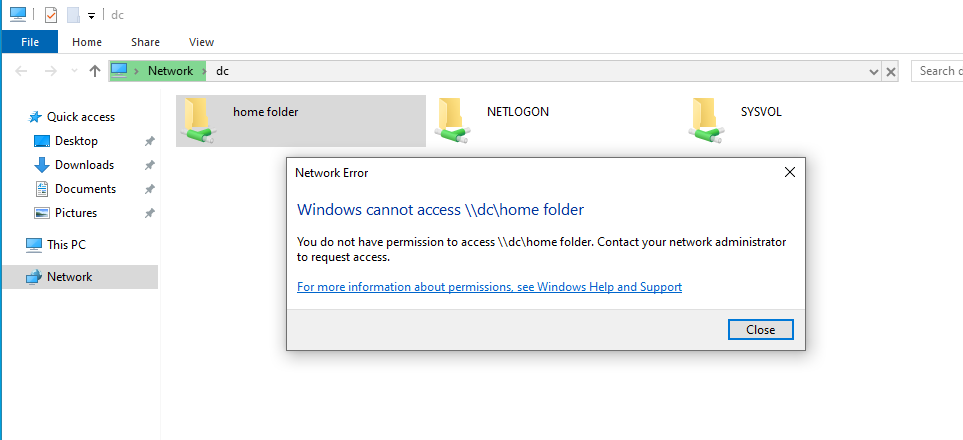 dc
File Home Share View
Network dc Search d
home folder NETLOGON SYSVOL
Quick access
Desktop
Downloads
Documents
Pictures
This PC
Network
Network Error
Windows cannot access \\dc\home folder
You do not have permission to access \\dc\home folder. Contact your network administrator
to request access.
For more information about permissions, see Windows Help and Support
Close